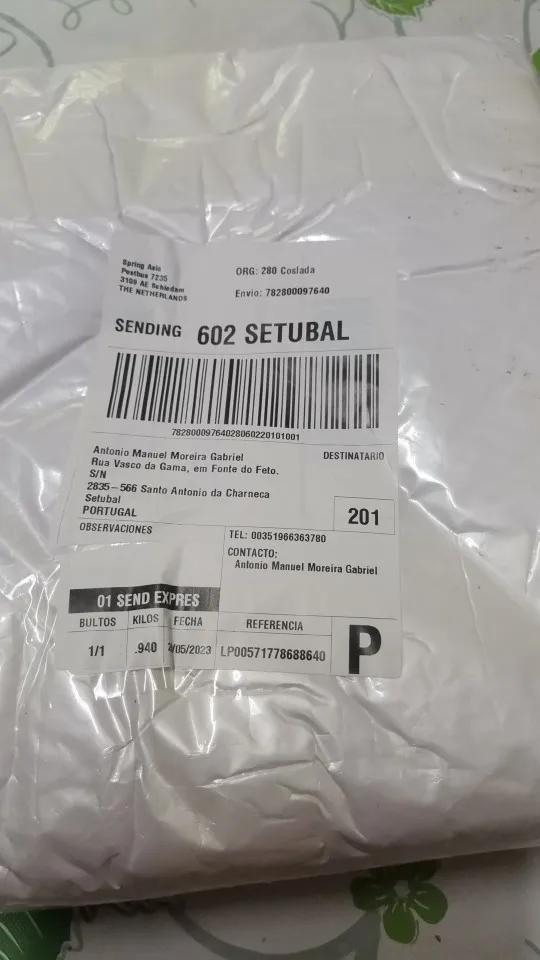 Spring Asia
Postbus 7235
3109 AE Schiedam
THE NETHERLANDS
ORG: 280 Coslada
Envio: 782800097640
SENDING 602 SETUBAL
78280009764028060220101001
DESTINATARIO
Antonio Manuel Moreira Gabriel
Rua Vasco da Gama, em Fonte do Feto.
S/N
2835-566 Santo Antonio da Charneca
Setubal
PORTUGAL
201
OBSERVACIONES
TEL: 00351966363780
CONTACTO:
Antonio Manuel Moreira Gabriel
01 SEND EXPRES
BULTOS KILOS FECHA REFERENCIA
1/1 .940 /05/2023 LP00571778688640
P